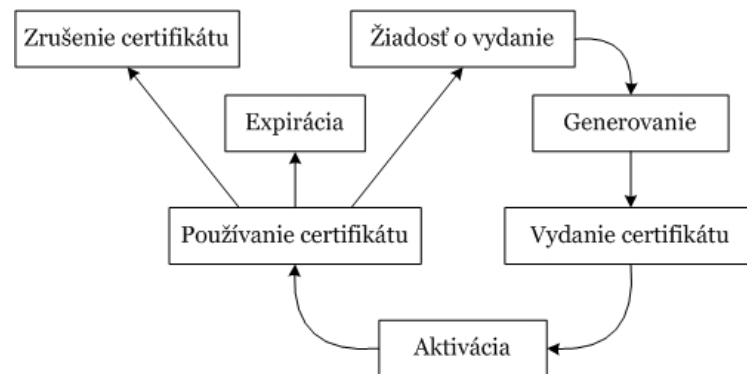 Zrušenie certifikátu
Žiadosť o vydanie
Expirácia
Generovanie
Používanie certifikátu
Vydanie certifikátu
Aktivácia